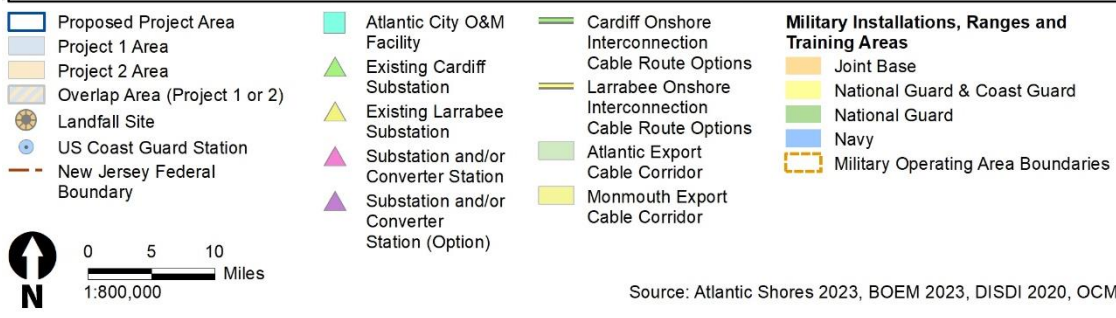 Proposed Project Area
Project 1 Area
Project 2 Area
Overlap Area (Project 1 or 2)
Landfall Site
US Coast Guard Station
New Jersey Federal
Boundary
Atlantic City O&M
Facility
Existing Cardiff
Substation
Existing Larrabee
Substation
Substation and/or
Converter Station
Substation and/or
Converter
Station (Option)
Cardiff Onshore
Interconnection
Cable Route Options
Larrabee Onshore
Interconnection
Cable Route Options
Atlantic Export
Cable Corridor
Monmouth Export
Cable Corridor
Military Installations, Ranges and
Training Areas
Joint Base
National Guard & Coast Guard
National Guard
Navy
Military Operating Area Boundaries
N
0 5 10
Miles
1:800,000
Source: Atlantic Shores 2023, BOEM 2023, DISDI 2020, OCM